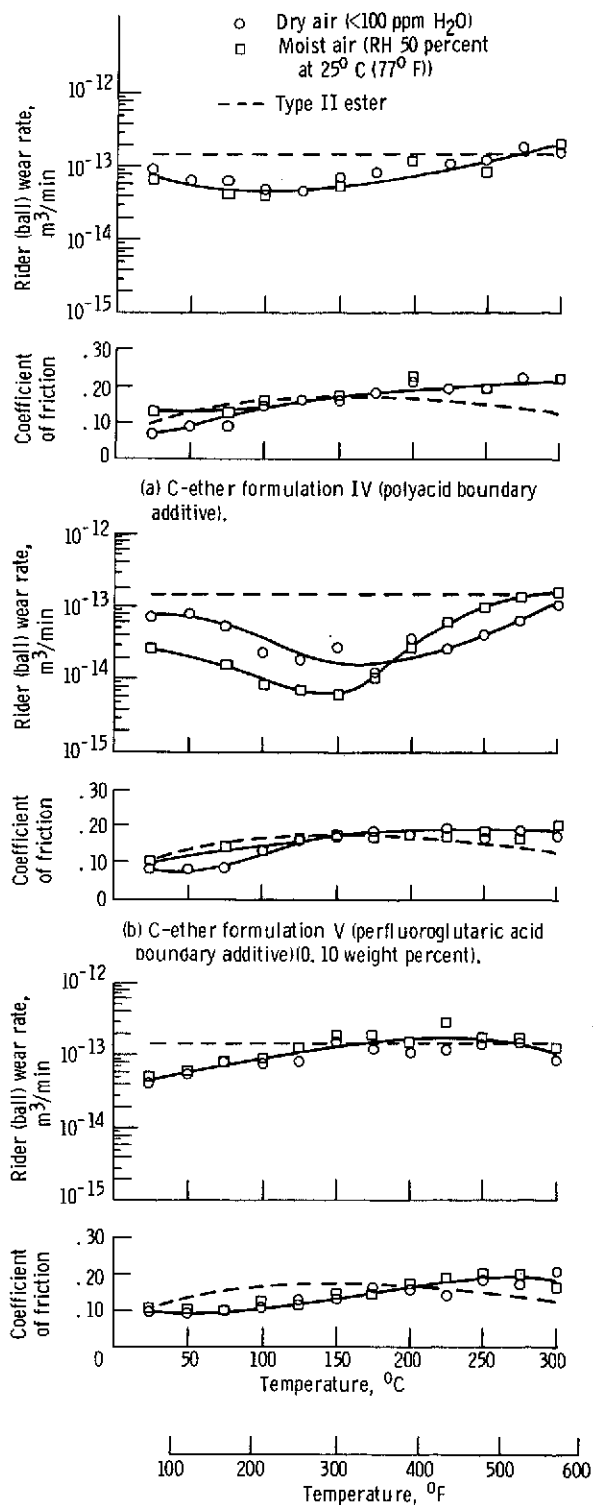 Dry air (<100 ppm H2O)
Moist air (RH 50 percent
at 25° C (77° F))
Type II ester
Rider (ball) wear rate,
m3/min
10-12
10-13
10-14
10-15
Coefficient
of friction
.30
.20
.10
0
(a) C-ether formulation IV (polyacid boundary
additive).
Rider (ball) wear rate,
m3/min
10-12
10-13
10-14
10-15
Coefficient
of friction
.30
.20
.10
0
(b) C-ether formulation V (perfluoroglutaric acid
boundary additive)(0. 10 weight percent).
Rider (ball) wear rate,
m3/min
10-12
10-13
10-14
10-15
Coefficient
of friction
.30
.20
.10
0 50 100 150 200 250 300
Temperature, °C
100 200 300 400 500 600
Temperature, °F